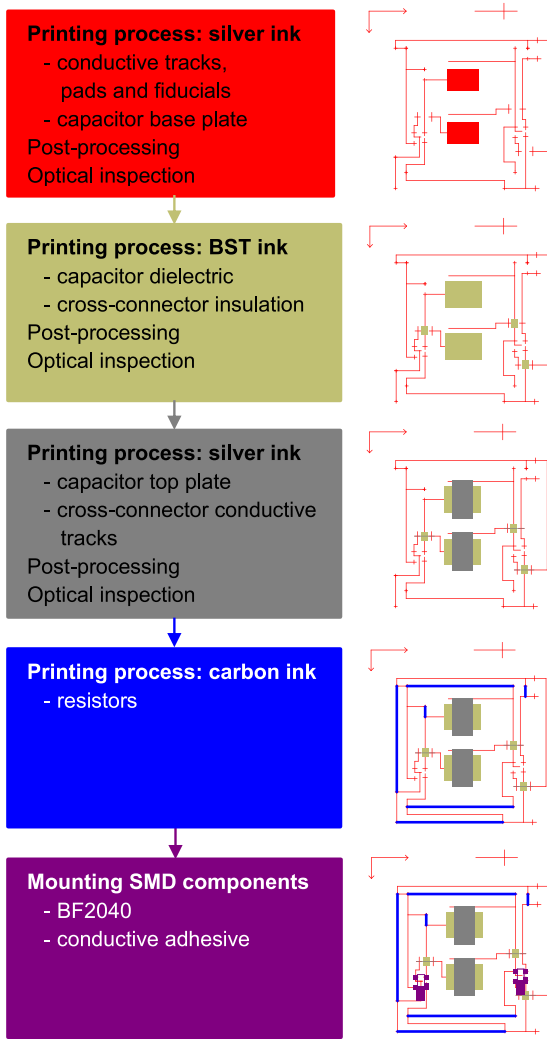 Printing process: silver ink
- conductive tracks,
pads and fiducials
- capacitor base plate
Post-processing
Optical inspection
Printing process: BST ink
- capacitor dielectric
- cross-connector insulation
Post-processing
Optical inspection
Printing process: silver ink
- capacitor top plate
- cross-connector conductive
tracks
Post-processing
Optical inspection
Printing process: carbon ink
- resistors
Mounting SMD components
- BF2040
- conductive adhesive